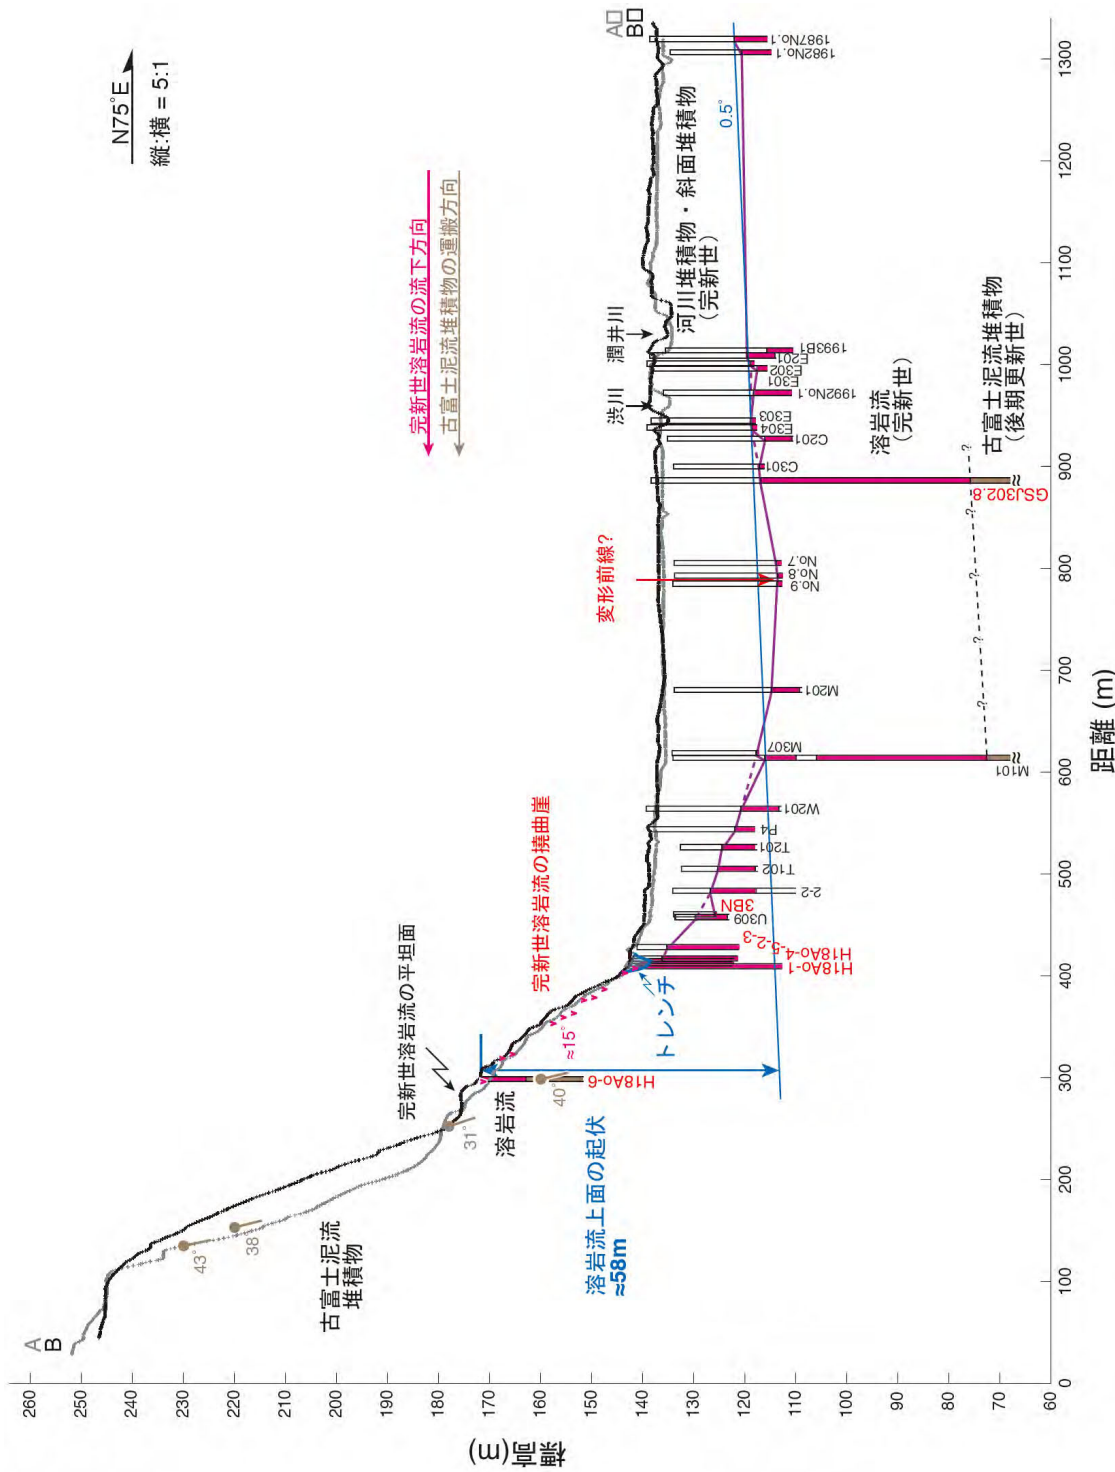 N75°E
縦:横 = 5:1
完新世溶岩流の流下方向
古富士泥流堆積物の運搬方向
A
B
A□
B□
完新世溶岩流の平坦面
完新世溶岩流の撓曲崖
変形前線?
渋川
潤井川
河川堆積物・斜面堆積物
(完新世)
0.5°
43°
38°
31°
40°
≈15°
古富士泥流
堆積物
溶岩流
トレンチ
溶岩流上面の起伏
≈58m
溶岩流
(完新世)
古富士泥流堆積物
(後期更新世)
H18Ao-6
H18Ao-1
H18Ao-4-5-2-3
U309
3BN
2-2
T102
T201
P4
W201
M101
M307
M201
No.9
No.8
No.7
GSJ302.8
C301
C201
E304
E303
1992No.1
E301
E302
E201
1993B1
1982No.1
1987No.1
?
?
?
?
?
標高(m)
260
250
240
230
220
210
200
190
180
170
160
150
140
130
120
110
100
90
80
70
60
0
100
200
300
400
500
600
700
800
900
1000
1100
1200
1300
距離 (m)